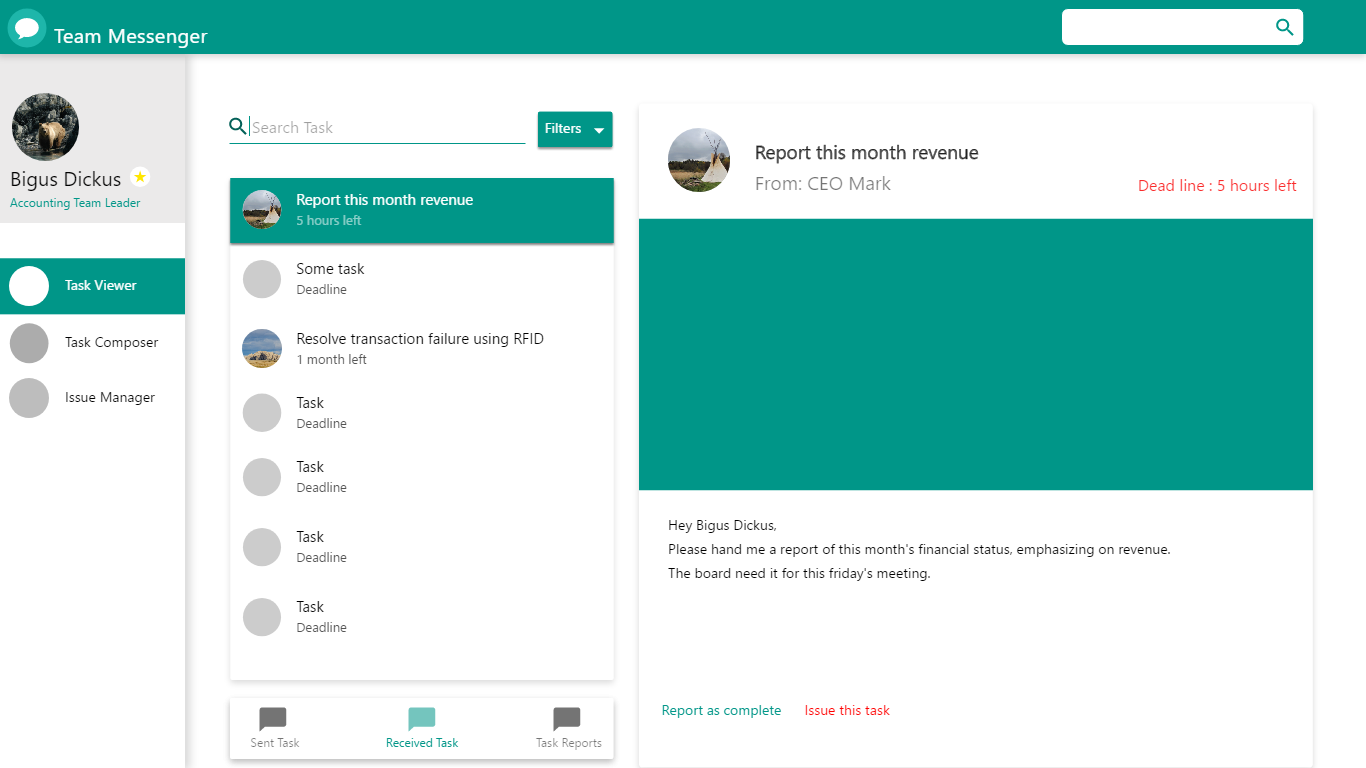 Team Messenger
Bigus Dickus
Accounting Team Leader
Task Viewer
Task Composer
Issue Manager
Search Task
Filters
Report this month revenue
5 hours left
Some task
Deadline
Resolve transaction failure using RFID
1 month left
Task
Deadline
Task
Deadline
Task
Deadline
Task
Deadline
Sent Task
Received Task
Task Reports
Report this month revenue
From: CEO Mark
Dead line : 5 hours left
Hey Bigus Dickus,
Please hand me a report of this month's financial status, emphasizing on revenue.
The board need it for this friday's meeting.
Report as complete
Issue this task